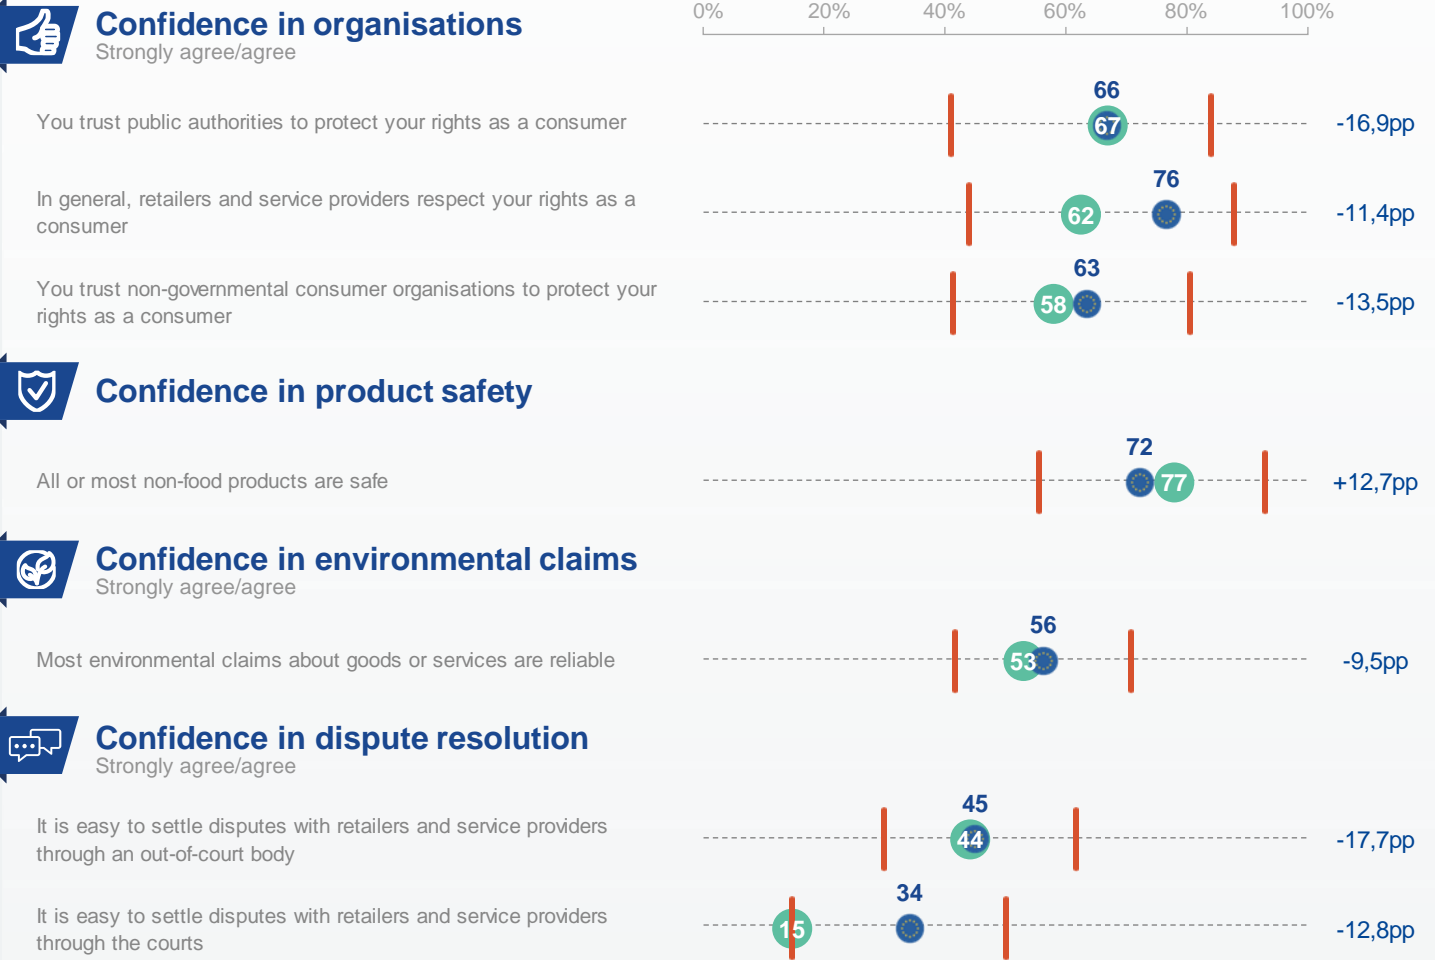 Confidence in organisations
Strongly agree/agree
0% 20% 40% 60% 80% 100%
66
You trust public authorities to protect your rights as a consumer
67
-16,9pp
76
In general, retailers and service providers respect your rights as a
consumer
62
-11,4pp
63
You trust non-governmental consumer organisations to protect your
rights as a consumer
58
-13,5pp
Confidence in product safety
72
All or most non-food products are safe
77
+12,7pp
Confidence in environmental claims
Strongly agree/agree
56
Most environmental claims about goods or services are reliable
53
-9,5pp
Confidence in dispute resolution
Strongly agree/agree
45
It is easy to settle disputes with retailers and service providers
through an out-of-court body
44
-17,7pp
34
It is easy to settle disputes with retailers and service providers
through the courts
15
-12,8pp